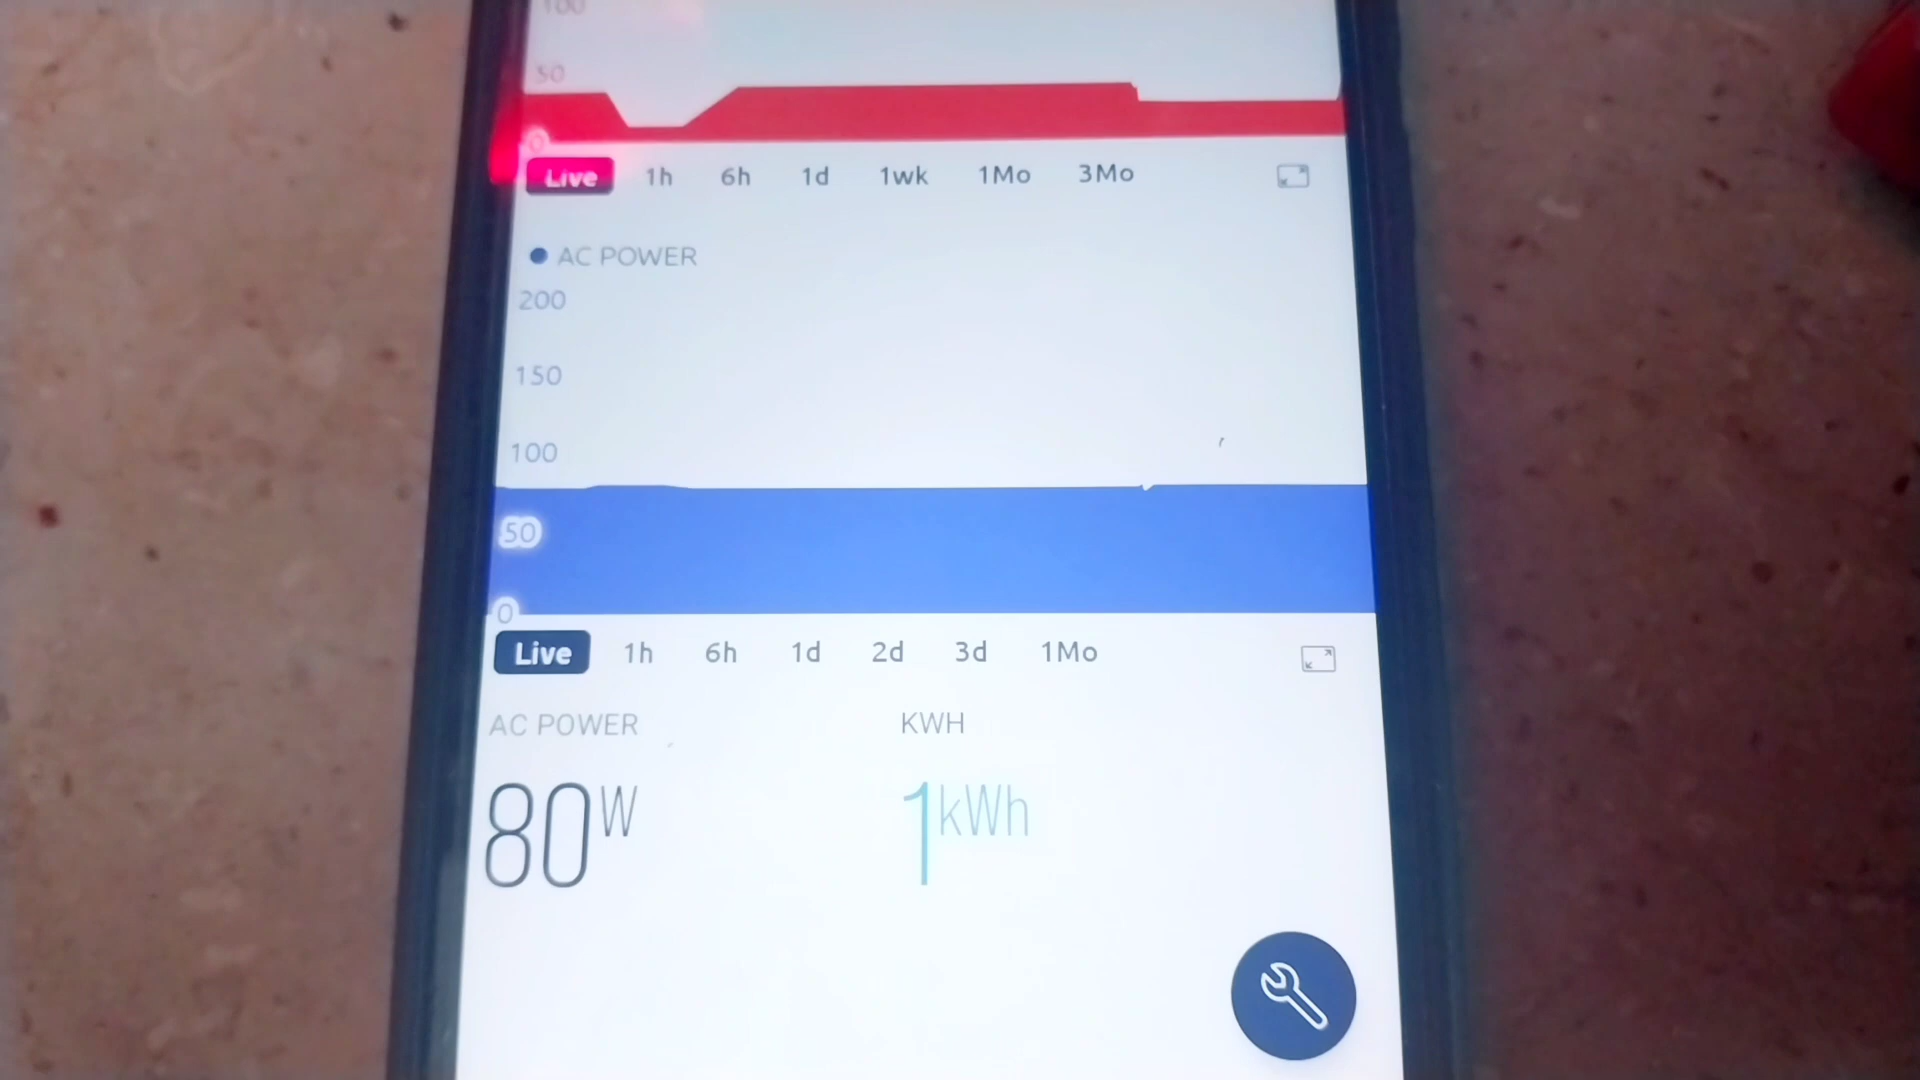 100
50
0
Live 1h 6h 1d 1wk 1Mo 3Mo
AC POWER
200
150
100
50
0
Live 1h 6h 1d 2d 3d 1Mo
AC POWER KWH
80W 1kWh